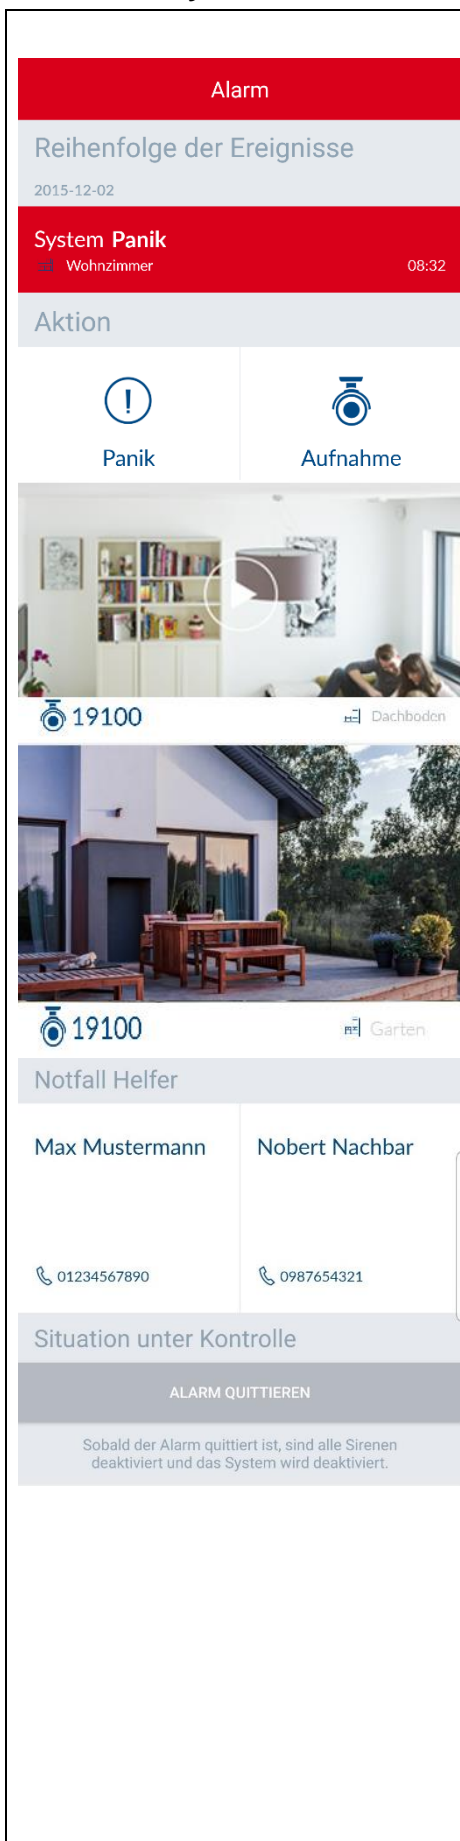 Alarm
Reihenfolge der Ereignisse
2015-12-02
System Panik
Wohnzimmer 08:32
Aktion
Panik Aufnahme
19100 Dachboden
19100 Garten
Notfall Helfer
Max Mustermann Nobert Nachbar
01234567890 0987654321
Situation unter Kontrolle
ALARM QUITTIEREN
Sobald der Alarm quittiert ist, sind alle Sirenen
deaktiviert und das System wird deaktiviert.